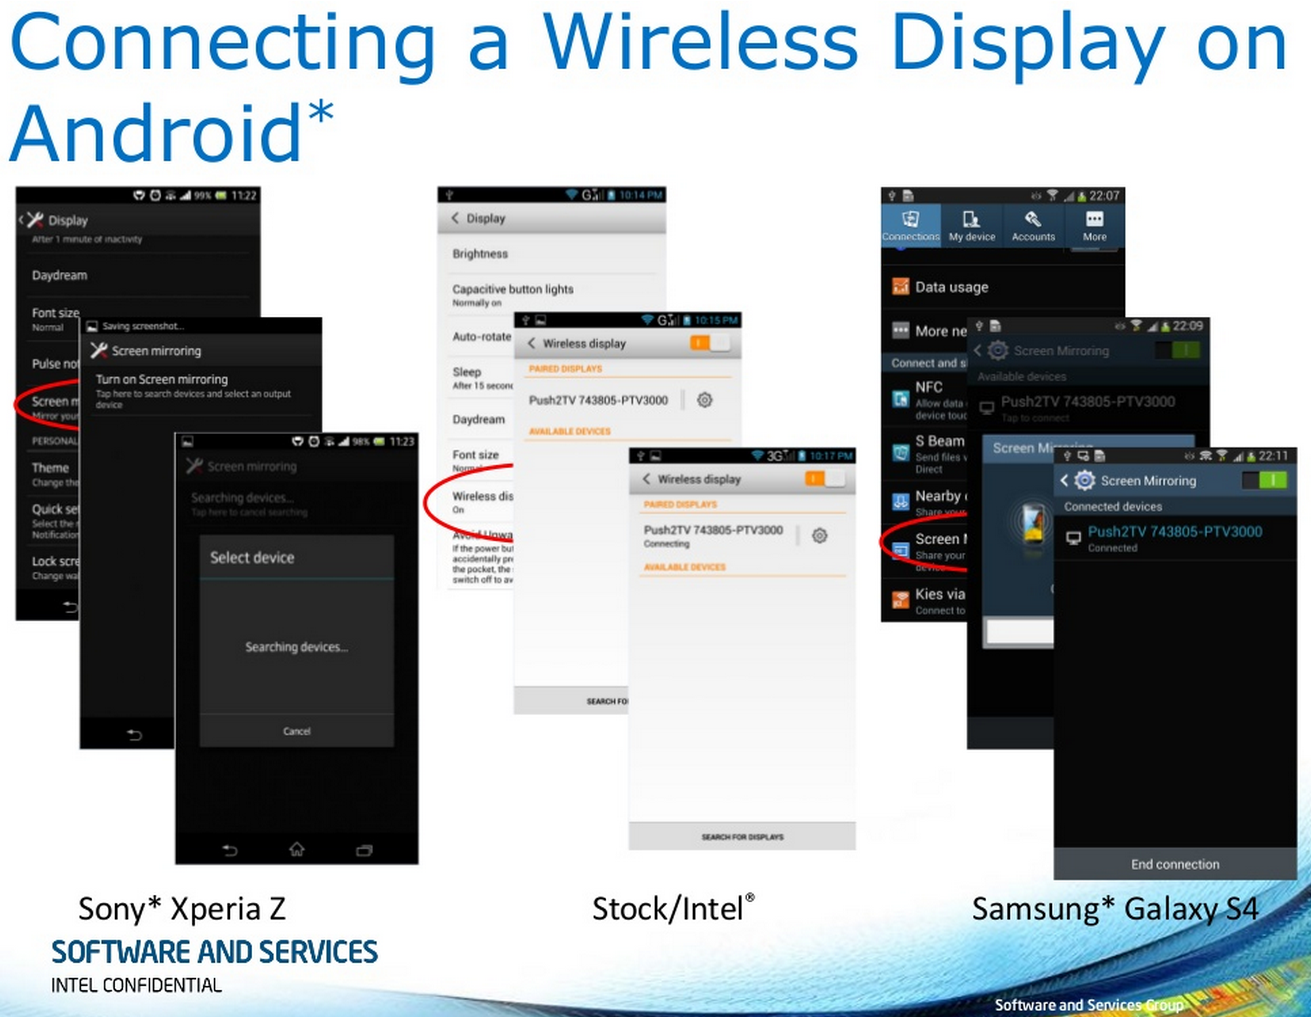 Connecting a Wireless Display on
Android*
99% 11:22
Display
After 1 minute of inactivity
Daydream
Font size
Normal
Pulse not
Screen m
Mirror your
PERSONAL
Theme
Change the
Quick se
Select the
Notification
Lock scre
Change wa
Saving screenshot...
Screen mirroring
Turn on Screen mirroring
Tap here to search devices and select an output
device
98% 11:23
Screen mirroring
Searching devices...
Tap here to cancel searching
Select device
Searching devices...
Cancel
Sony* Xperia Z
G 10:14 PM
Display
Brightness
Capacitive button lights
Normally on
Auto-rotate
Sleep
After 15 second
Daydream
Font size
Normal
Wireless dis
On
If the power but
accidentally pr
the pocket, the
switch off to av
G 10:15 PM
Wireless display
PAIRED DISPLAYS
Push2TV 743805-PTV3000
AVAILABLE DEVICES
SEARCH FO
3G 10:17 PM
Wireless display
PAIRED DISPLAYS
Push2TV 743805-PTV3000
Connecting
AVAILABLE DEVICES
SEARCH FOR DISPLAYS
Stock/Intel®
22:07
Connections My device Accounts More
Data usage
More ne
Connect and s
NFC
Allow data
device touc
S Beam
Send files v
Direct
Nearby
Share your
Screen M
Share your
Kies via
Connect to
22:09
Screen Mirroring
Available devices
Push2TV 743805-PTV3000
Tap to connect
Screen Mirroring
22:11
Screen Mirroring
Connected devices
Push2TV 743805-PTV3000
Connected
End connection
Samsung* Galaxy S4
SOFTWARE AND SERVICES
INTEL CONFIDENTIAL
Software and Services Group